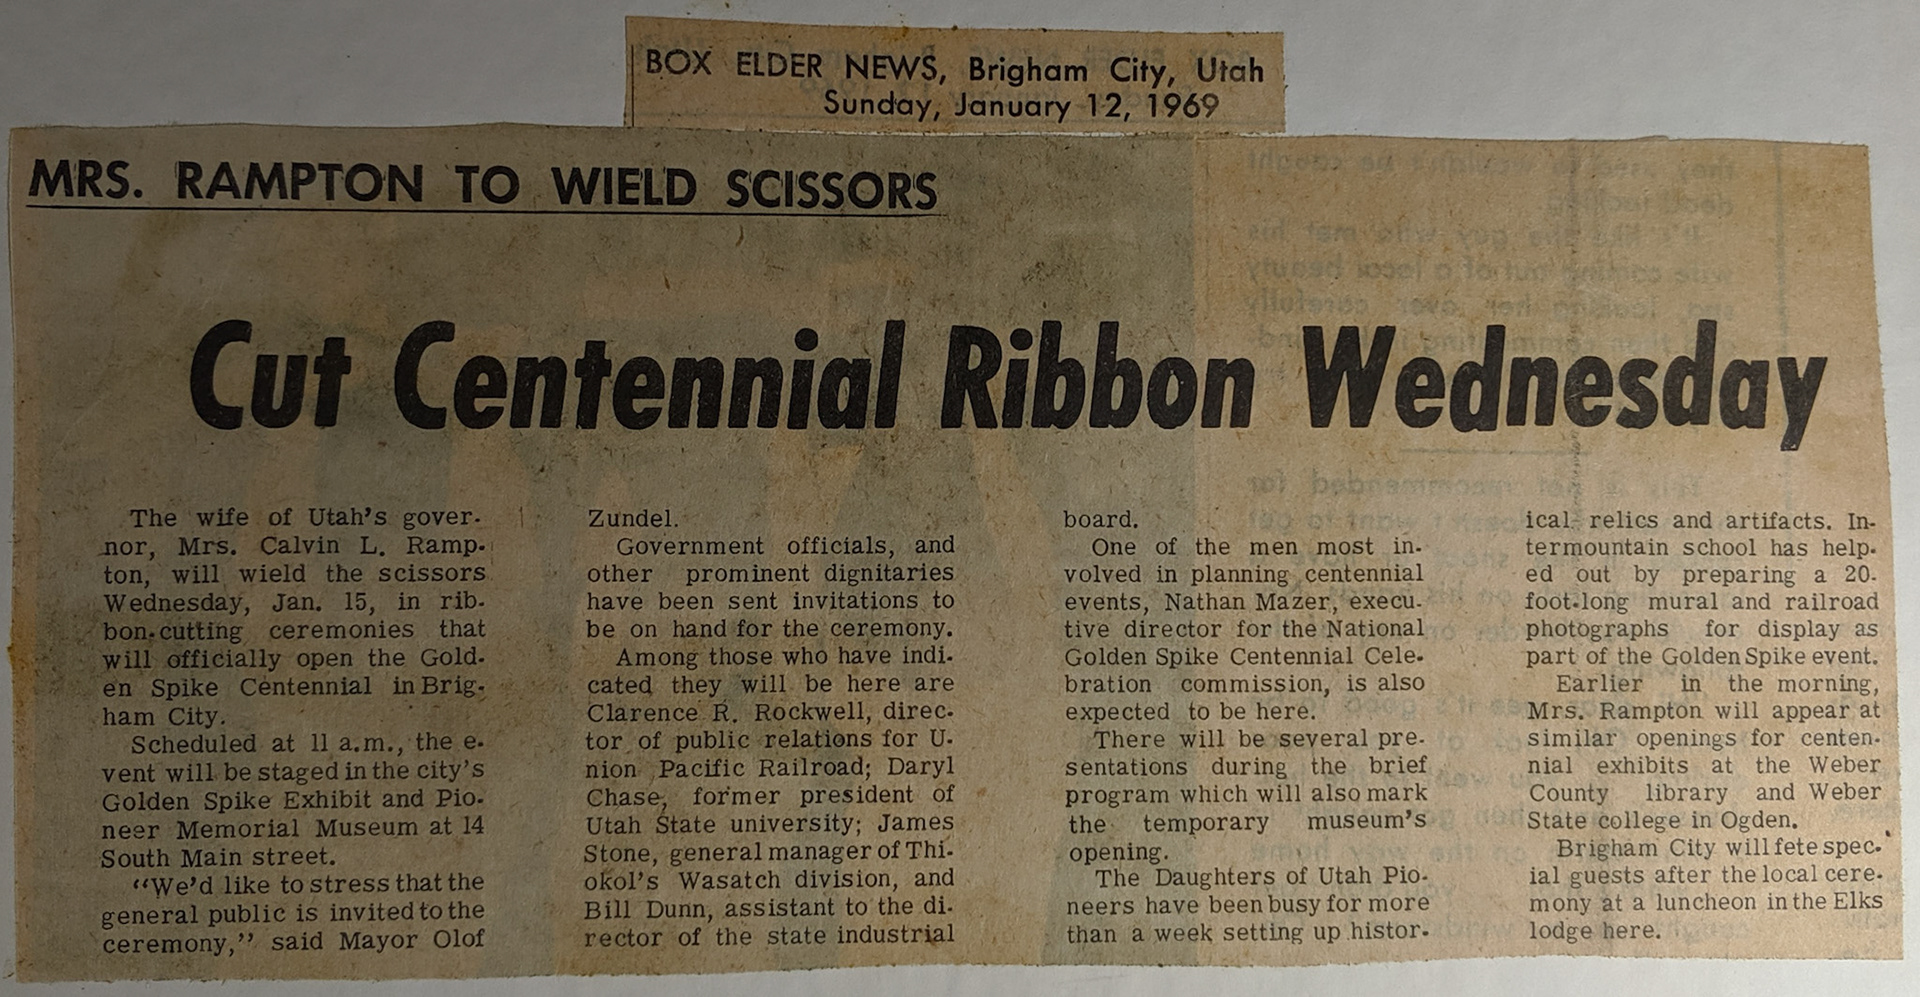 BOX ELDER NEWS, Brigham City, Utah
Sunday, January 12, 1969
MRS. RAMPTON TO WIELD SCISSORS
Cut Centennial Ribbon Wednesday
The wife of Utah's gover-
nor, Mrs. Calvin L. Ramp-
ton, will wield the scissors
Wednesday, Jan. 15, in rib-
bon-cutting ceremonies that
will officially open the Gold-
en Spike Centennial in Brig-
ham City.
Scheduled at 11 a.m., the e-
vent will be staged in the city's
Golden Spike Exhibit and Pio-
neer Memorial Museum at 14
South Main street.
"We'd like to stress that the
general public is invited to the
ceremony," said Mayor Olof
Zundel.
Government officials, and
other prominent dignitaries
have been sent invitations to
be on hand for the ceremony.
Among those who have indi-
cated they will be here are
Clarence R. Rockwell, direc-
tor of public relations for U-
nion Pacific Railroad; Daryl
Chase, former president of
Utah State university; James
Stone, general manager of Thi-
okol's Wasatch division, and
Bill Dunn, assistant to the di-
rector of the state industrial
board.
One of the men most in-
volved in planning centennial
events, Nathan Mazer, execu-
tive director for the National
Golden Spike Centennial Cele-
bration commission, is also
expected to be here.
There will be several pre-
sentations during the brief
program which will also mark
the temporary museum's
opening.
The Daughters of Utah Pio-
neers have been busy for more
than a week setting up histor-
ical relics and artifacts. In-
termountain school has help-
ed out by preparing a 20-
foot-long mural and railroad
photographs for display as
part of the Golden Spike event.
Earlier in the morning,
Mrs. Rampton will appear at
similar openings for centen-
nial exhibits at the Weber
County library and Weber
State college in Ogden.
Brigham City will fete spec-
ial guests after the local cere-
mony at a luncheon in the Elks
lodge here.